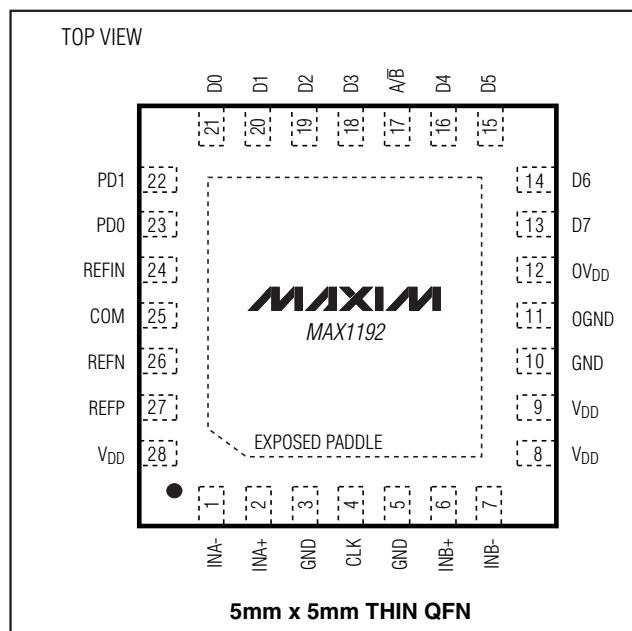 TOP VIEW
D0 D1 D2 D3 A/B̅ D4 D5
21 20 19 18 17 16 15
PD1 22 14 D6
PD0 23 13 D7
REFIN 24 12 OVDD
MAXIM
COM 25 11 OGND
MAX1192
REFN 26 10 GND
REFP 27 9 VDD
VDD 28 EXPOSED PADDLE 8 VDD
1 2 3 4 5 6 7
INA- INA+ GND CLK GND INB+ INB-
5mm x 5mm THIN QFN